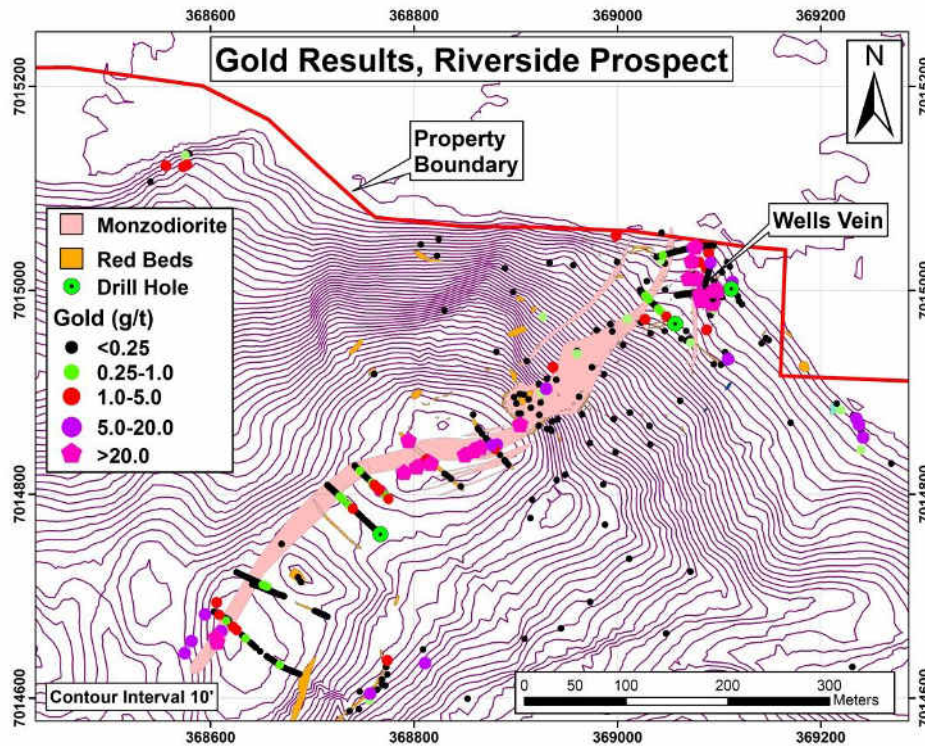 368600 368800 369000 369200
Gold Results, Riverside Prospect
N
7015200
7015200
Property
Boundary
Monzodiorite
Red Beds
Drill Hole
Gold (g/t)
<0.25
0.25-1.0
1.0-5.0
5.0-20.0
>20.0
Wells Vein
7015000
7015000
7014800
7014800
7014600
7014600
Contour Interval 10'
0 50 100 200 300
Meters
368600 368800 369000 369200